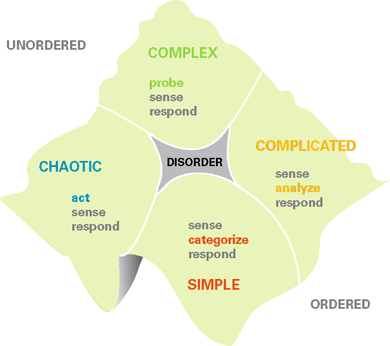 UNORDERED
COMPLEX
probe
sense
respond
CHAOTIC
act
sense
respond
DISORDER
COMPLICATED
sense
analyze
respond
sense
categorize
respond
SIMPLE
ORDERED